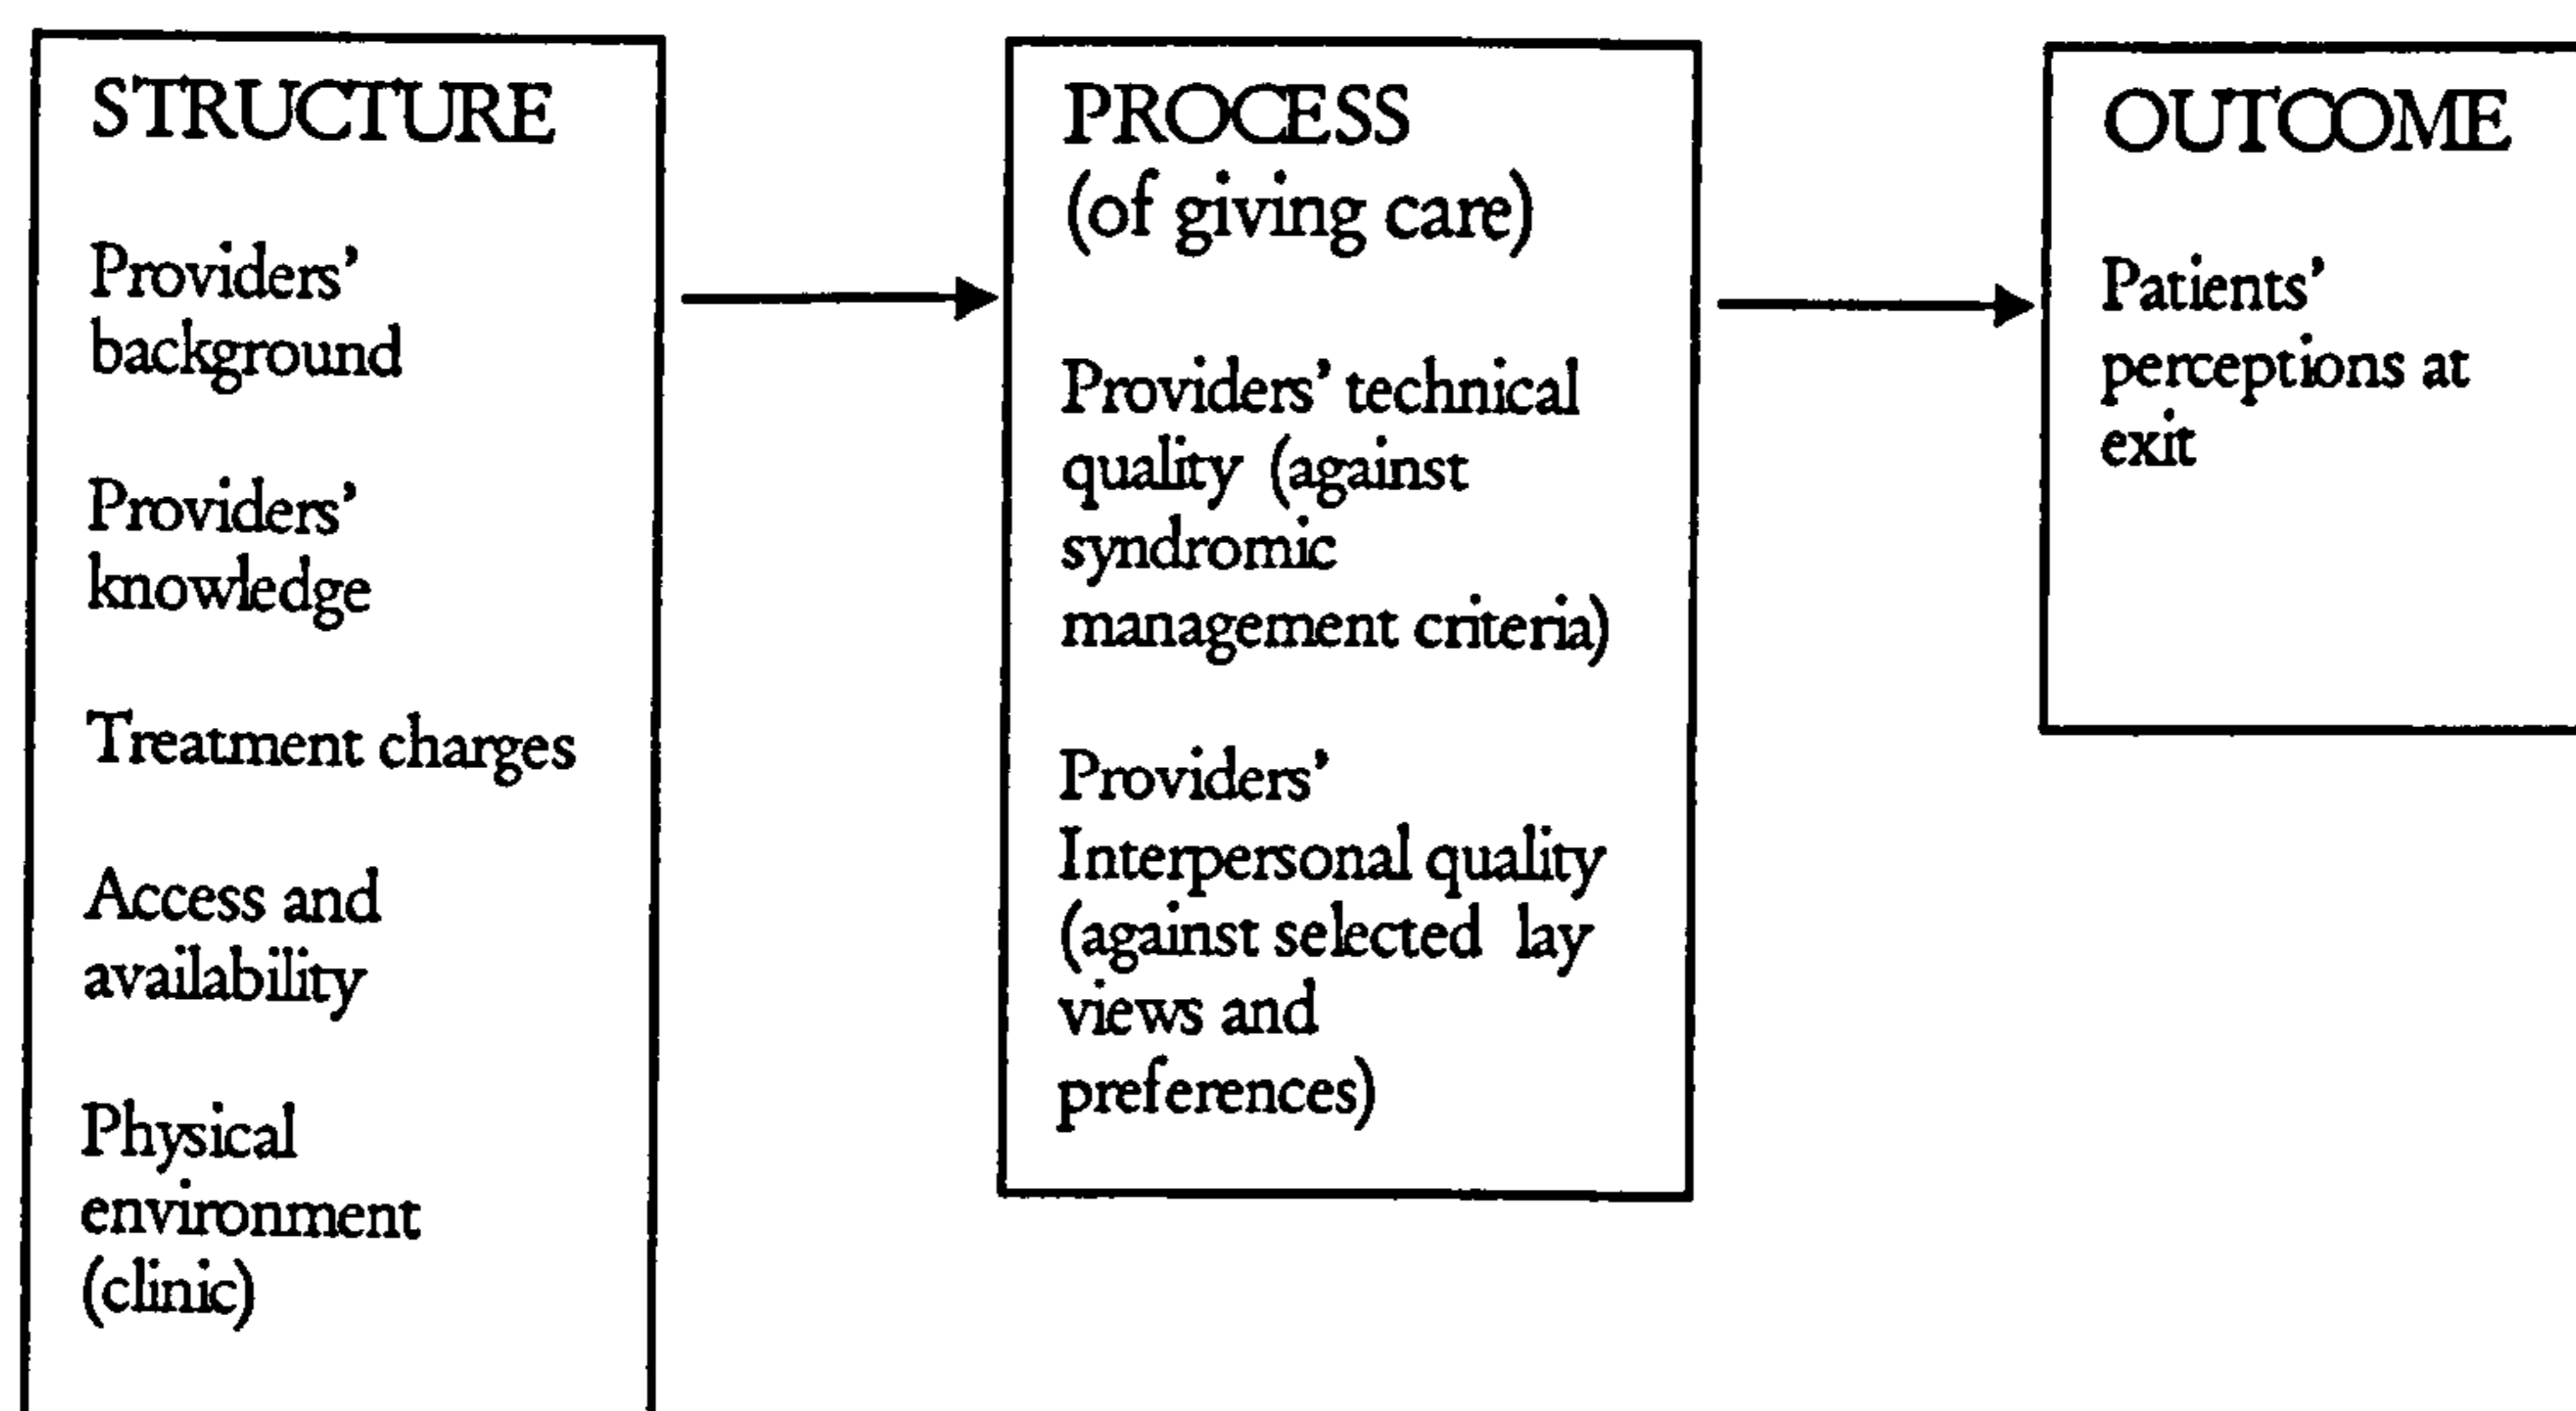 STRUCTURE
Providers’
background
Providers’
knowledge
Treatment charges
Access and
availability
Physical
environment
(clinic)
PROCESS
(of giving care)
Providers’ technical
quality (against
syndromic
management criteria)
Providers’
Interpersonal quality
(against selected lay
views and
preferences)
OUTCOME
Patients’
perceptions at
exit